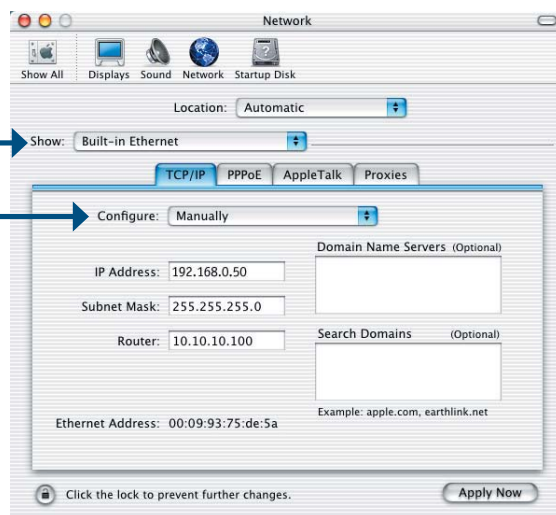 Network
Show All Displays Sound Network Startup Disk
Location: Automatic
Show: Built-in Ethernet
TCP/IP PPPoE AppleTalk Proxies
Configure: Manually
Domain Name Servers (Optional)
IP Address: 192.168.0.50
Subnet Mask: 255.255.255.0
Router: 10.10.10.100
Search Domains (Optional)
Example: apple.com, earthlink.net
Ethernet Address: 00:09:93:75:de:5a
Click the lock to prevent further changes.
Apply Now